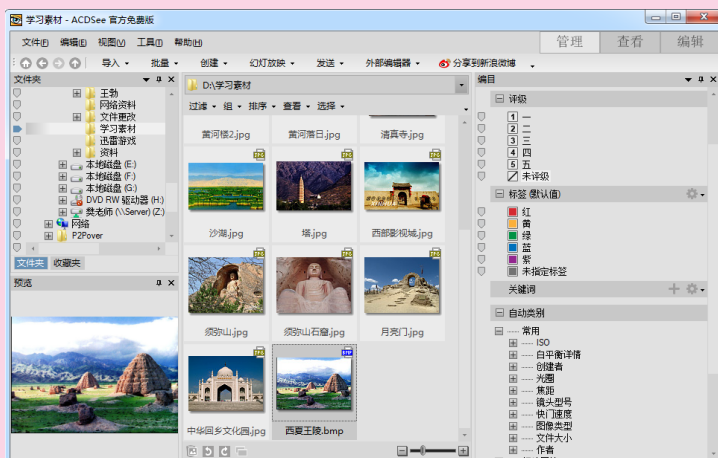 学习素材 - ACDSee 官方免费版
文件(F) 编辑(E) 视图(V) 工具(T) 帮助(H)
管理 查看 编辑
导入 批量 创建 幻灯放映 发送 外部编辑器 分享到新浪微博
文件夹
王勃
网络资料
文件更改
学习素材
迅雷游戏
资料
本地磁盘 (E:)
本地磁盘 (F:)
本地磁盘 (G:)
DVD RW 驱动器 (H:)
樊老师 (\\Server) (Z:)
网络
P2Pover
文件夹 收藏夹
预览
D:\学习素材
过滤 组 排序 查看 选择
黄河楼2.jpg 黄河落日.jpg 清真寺.jpg
JPG JPG JPG
沙湖.jpg 塔.jpg 西部影视城.jpg
JPG JPG JPG
须弥山.jpg 须弥山石窟.jpg 月亮门.jpg
JPG BMP
中华回乡文化园.jpg 西夏王陵.bmp
编目
评级
1 一
2 二
3 三
4 四
5 五
未评级
标签 (默认值)
红
黄
绿
蓝
紫
未指定标签
关键词
自动类别
常用
ISO
白平衡详情
创建者
光圈
焦距
镜头型号
快门速度
图像类型
文件大小
作者